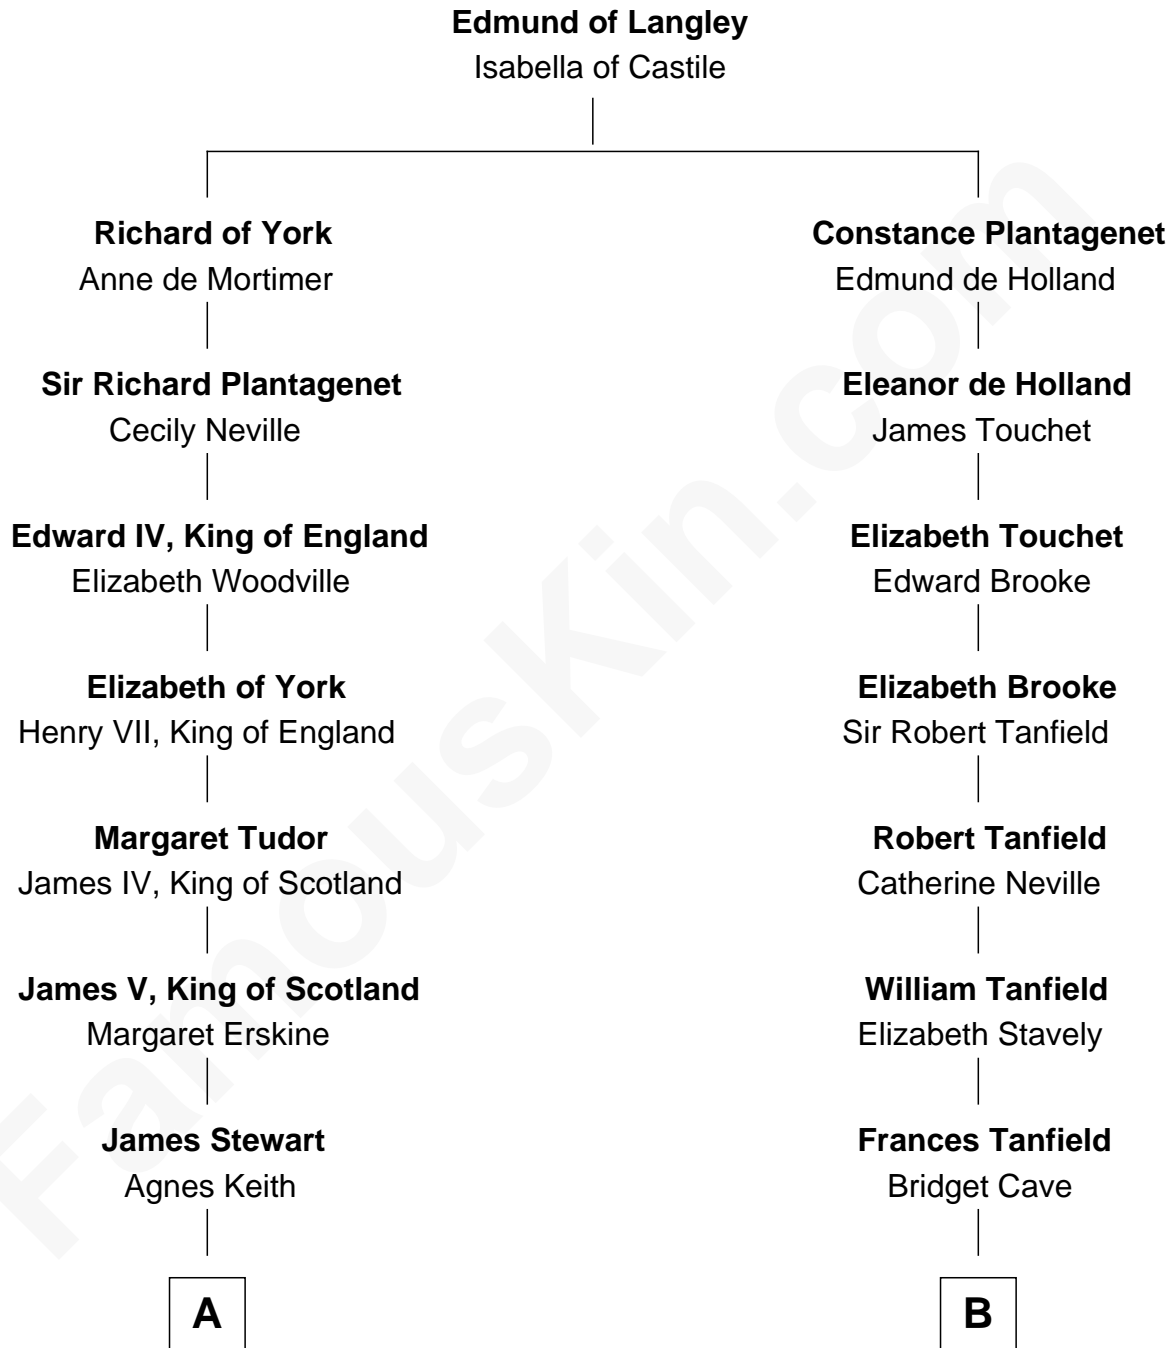 Edmund of Langley
Isabella of Castile
Richard of York
Anne de Mortimer
Sir Richard Plantagenet
Cecily Neville
Edward IV, King of England
Elizabeth Woodville
Elizabeth of York
Henry VII, King of England
Margaret Tudor
James IV, King of Scotland
James V, King of Scotland
Margaret Erskine
James Stewart
Agnes Keith
A
Constance Plantagenet
Edmund de Holland
Eleanor de Holland
James Touchet
Elizabeth Touchet
Edward Brooke
Elizabeth Brooke
Sir Robert Tanfield
Robert Tanfield
Catherine Neville
William Tanfield
Elizabeth Stavely
Frances Tanfield
Bridget Cave
B
FamousKin.com